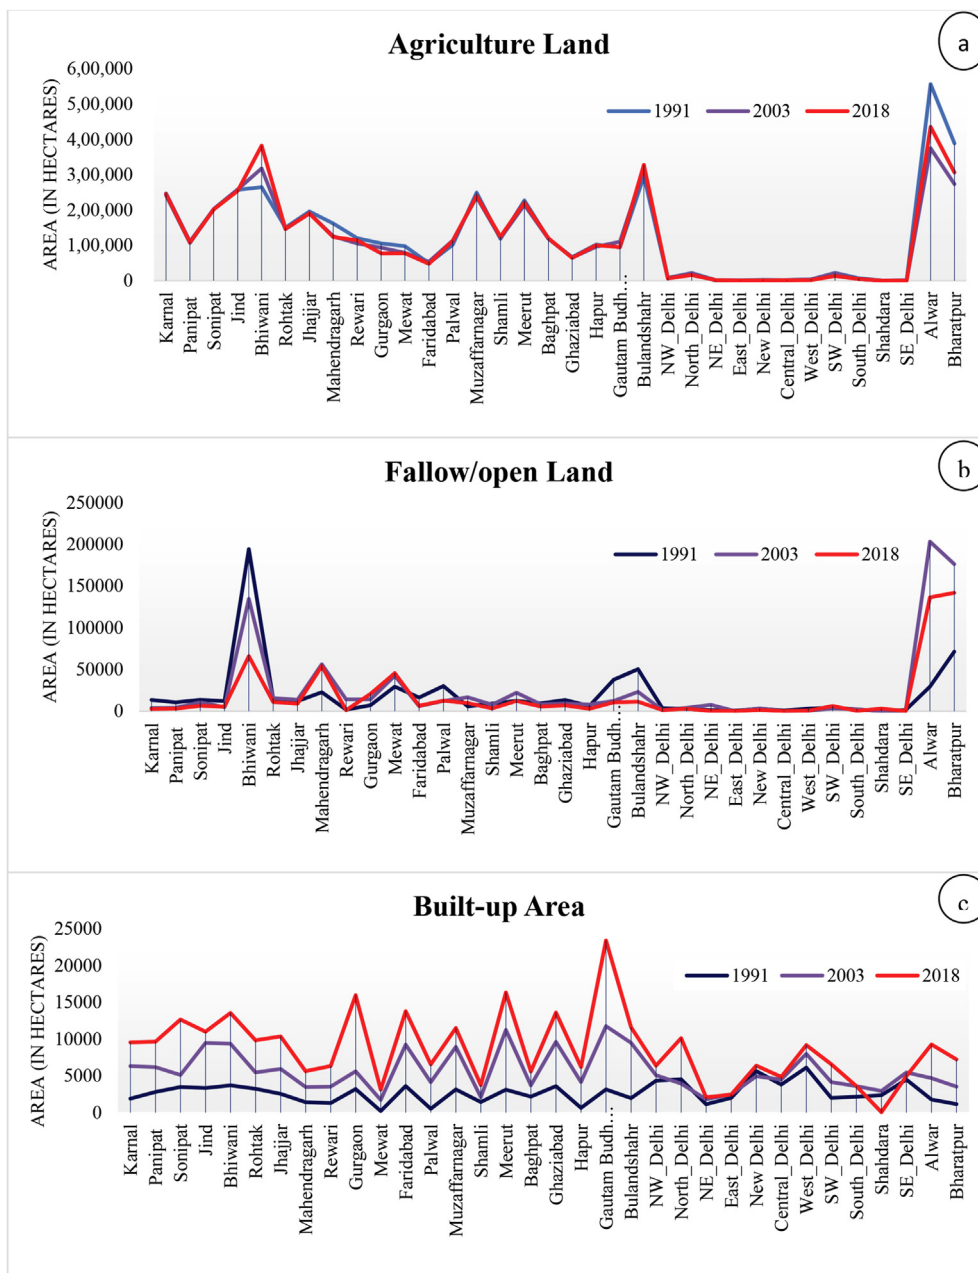 a
Agriculture Land
AREA (IN HECTARES)
6,00,000
5,00,000
4,00,000
3,00,000
2,00,000
1,00,000
0
1991 2003 2018
Karnal
Panipat
Sonipat
Jind
Bhiwani
Rohtak
Jhajjar
Mahendragarh
Rewari
Gurgaon
Mewat
Faridabad
Palwal
Muzaffarnagar
Shamli
Meerut
Baghpat
Ghaziabad
Hapur
Gautam Budh...
Bulandshahr
NW_Delhi
North_Delhi
NE_Delhi
East_Delhi
New Delhi
Central_Delhi
West_Delhi
SW_Delhi
South_Delhi
Shahdara
SE_Delhi
Alwar
Bharatpur
b
Fallow/open Land
AREA (IN HECTARES)
250000
200000
150000
100000
50000
0
1991 2003 2018
Karnal
Panipat
Sonipat
Jind
Bhiwani
Rohtak
Jhajjar
Mahendragarh
Rewari
Gurgaon
Mewat
Faridabad
Palwal
Muzaffarnagar
Shamli
Meerut
Baghpat
Ghaziabad
Hapur
Gautam Budh...
Bulandshahr
NW_Delhi
North_Delhi
NE_Delhi
East_Delhi
New Delhi
Central_Delhi
West_Delhi
SW_Delhi
South_Delhi
Shahdara
SE_Delhi
Alwar
Bharatpur
c
Built-up Area
AREA (IN HECTARES)
25000
20000
15000
10000
5000
0
1991 2003 2018
Karnal
Panipat
Sonipat
Jind
Bhiwani
Rohtak
Jhajjar
Mahendragarh
Rewari
Gurgaon
Mewat
Faridabad
Palwal
Muzaffarnagar
Shamli
Meerut
Baghpat
Ghaziabad
Hapur
Gautam Budh...
Bulandshahr
NW_Delhi
North_Delhi
NE_Delhi
East_Delhi
New Delhi
Central_Delhi
West_Delhi
SW_Delhi
South_Delhi
Shahdara
SE_Delhi
Alwar
Bharatpur